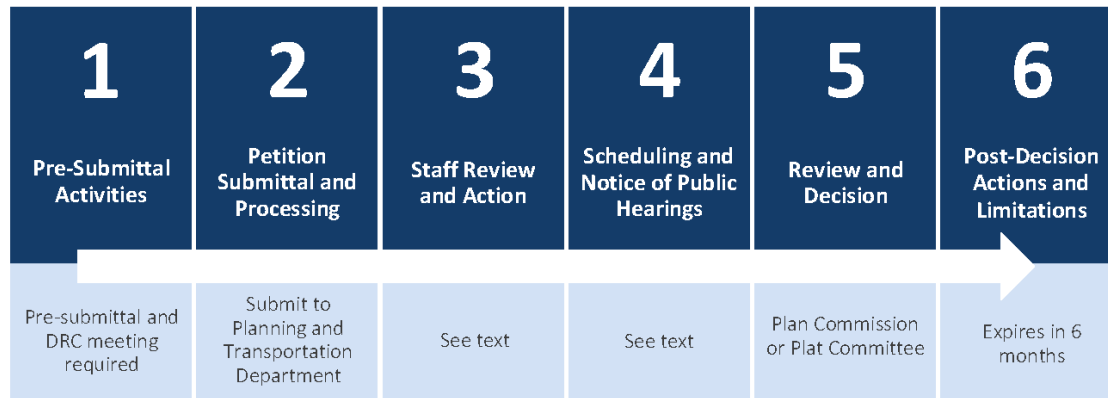 1
Pre-Submittal
Activities
2
Petition
Submittal and
Processing
3
Staff Review
and Action
4
Scheduling and
Notice of Public
Hearings
5
Review and
Decision
6
Post-Decision
Actions and
Limitations
Pre-submittal and
DRC meeting
required
Submit to
Planning and
Transportation
Department
See text
See text
Plan Commission
or Plat Committee
Expires in 6
months